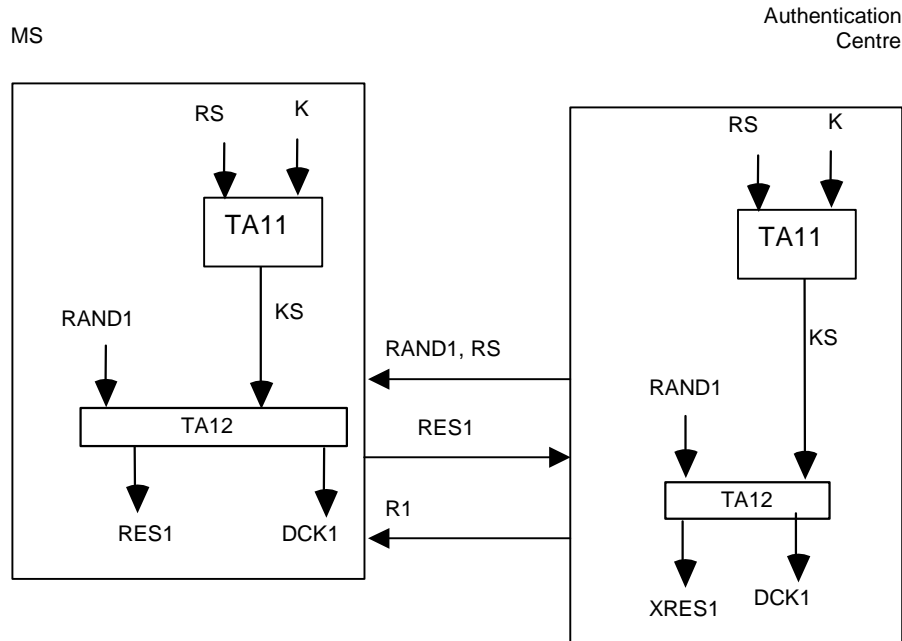 Authentication
Centre
MS
RS
K
TA11
KS
RAND1
TA12
RES1
DCK1
RAND1, RS
RES1
R1
RS
K
TA11
KS
RAND1
TA12
XRES1
DCK1